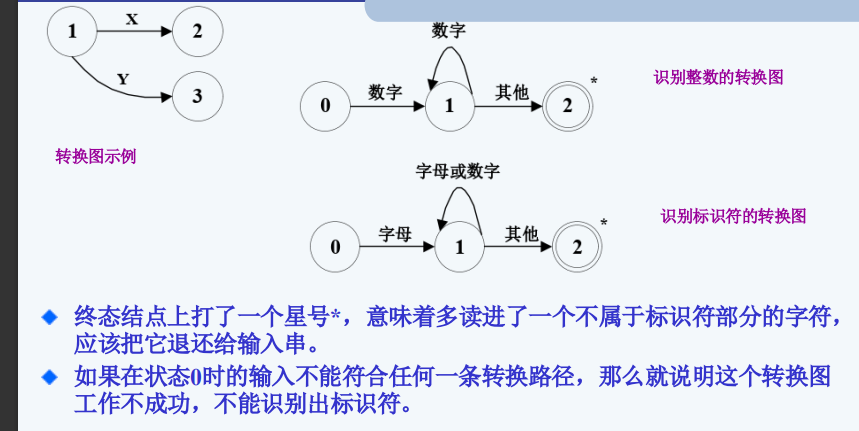 1
X
2
Y
3
转换图示例
数字
0
数字
1
其他
2
*
识别整数的转换图
字母或数字
0
字母
1
其他
2
*
识别标识符的转换图
终态结点上打了一个星号*，意味着多读进了一个不属于标识符部分的字符，
应该把它退还给输入串。
如果在状态0时的输入不能符合任何一条转换路径，那么就说明这个转换图
工作不成功，不能识别出标识符。